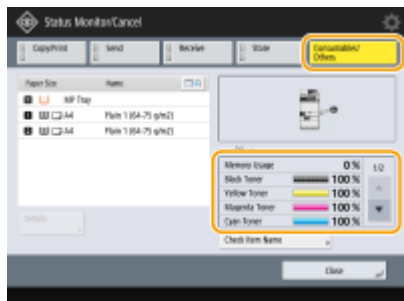 Status Monitor/Cancel
Copy/Print
Send
Receive
Store
Consumables/
Others
Paper Size
Name
MP Tray
A4 Plain 1 (64-75 g/m2)
A4 Plain 1 (64-75 g/m2)
Memory Usage 0 %
Black Toner 100 %
Yellow Toner 100 %
Magenta Toner 100 %
Cyan Toner 100 %
1/2
Details
Check Item Name
Close